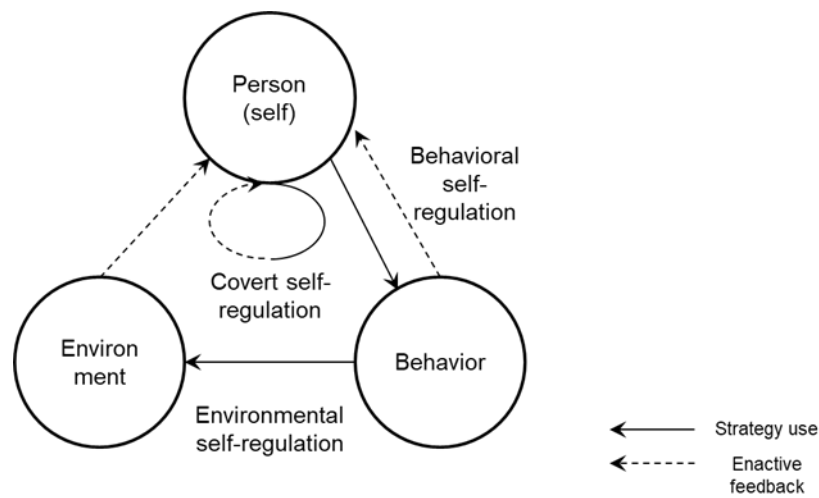 Person
(self)
Behavioral
self-
regulation
Covert self-
regulation
Environ
ment
Behavior
Environmental
self-regulation
Strategy use
Enactive
feedback